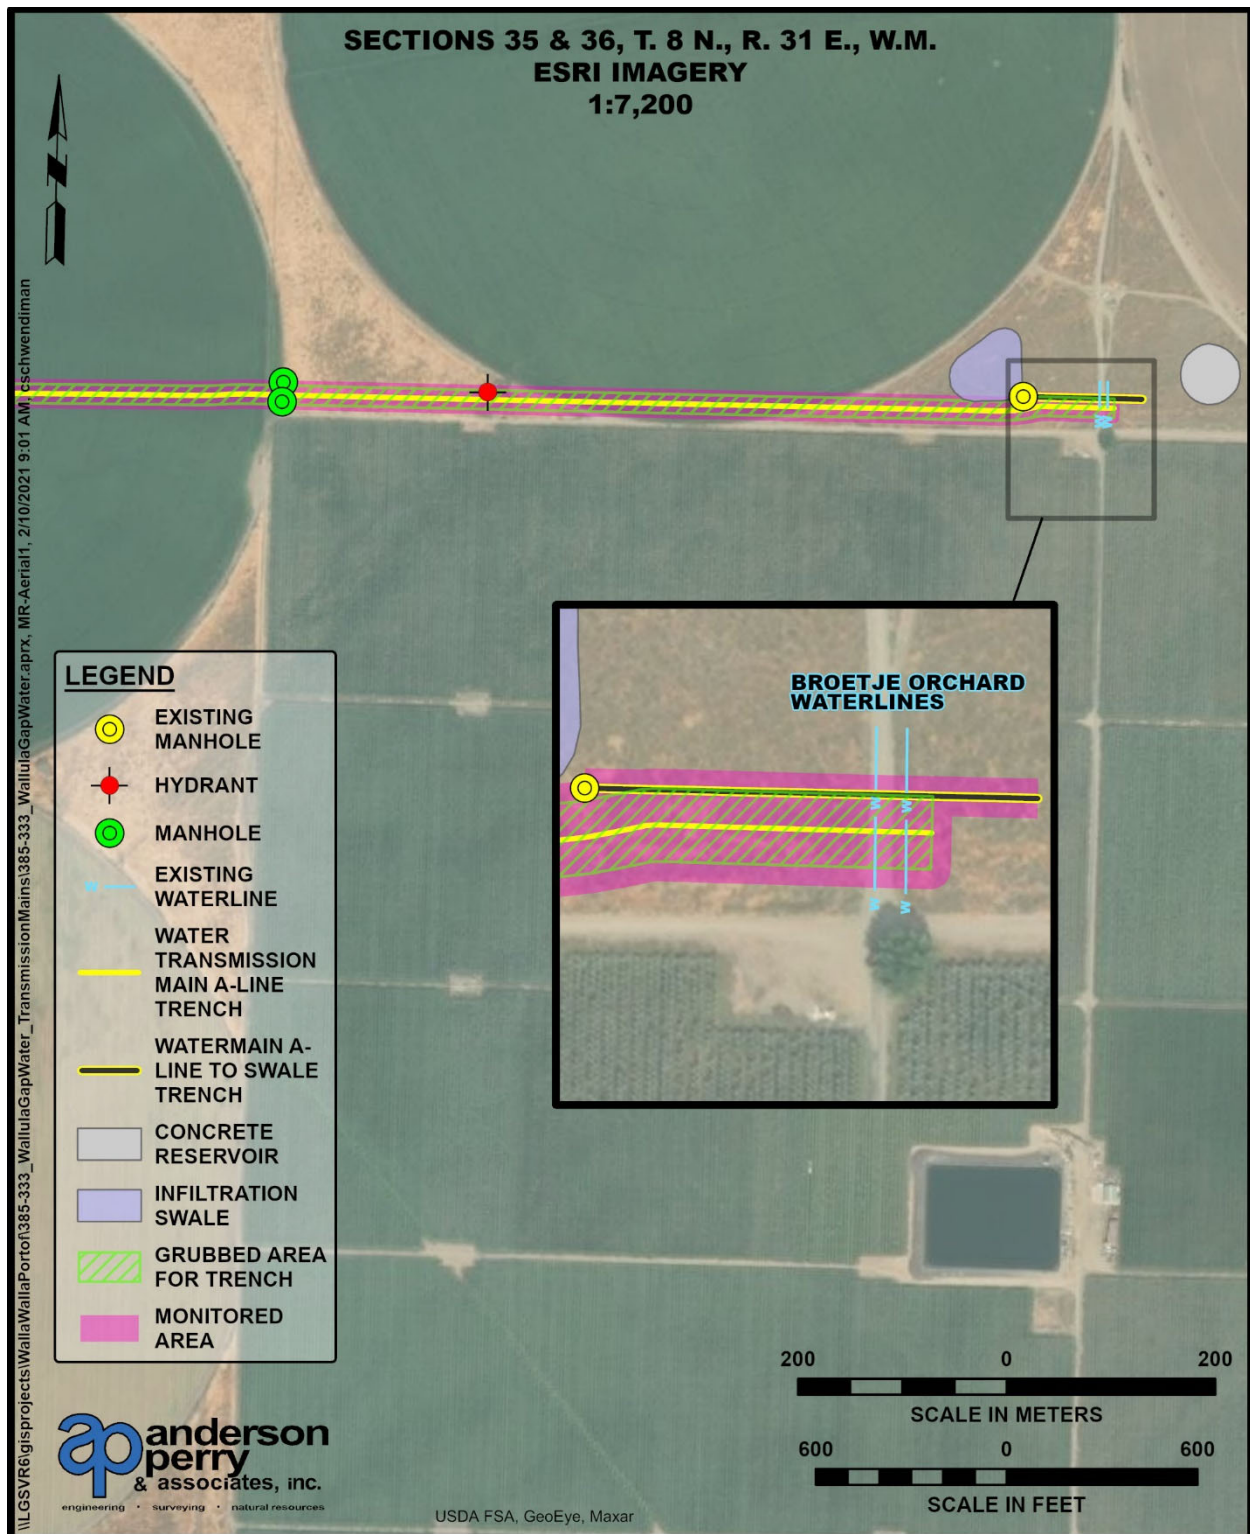 SECTIONS 35 & 36, T. 8 N., R. 31 E., W.M.
ESRI IMAGERY
1:7,200
N
\\LGSVR6\gisprojects\WallaWallaPortof\385-333_WallulaGapWater_TransmissionMains\385-333_WallulaGapWater.aprx, MR-Aerial1, 2/10/2021 9:01 AM, cschwendiman
W W
BROETJE ORCHARD
WATERLINES
W W
W W
LEGEND
EXISTING
MANHOLE
HYDRANT
MANHOLE
W
EXISTING
WATERLINE
WATER
TRANSMISSION
MAIN A-LINE
TRENCH
WATERMAIN A-
LINE TO SWALE
TRENCH
CONCRETE
RESERVOIR
INFILTRATION
SWALE
GRUBBED AREA
FOR TRENCH
MONITORED
AREA
200 0 200
SCALE IN METERS
600 0 600
SCALE IN FEET
ap anderson
perry
& associates, inc.
engineering · surveying · natural resources
USDA FSA, GeoEye, Maxar